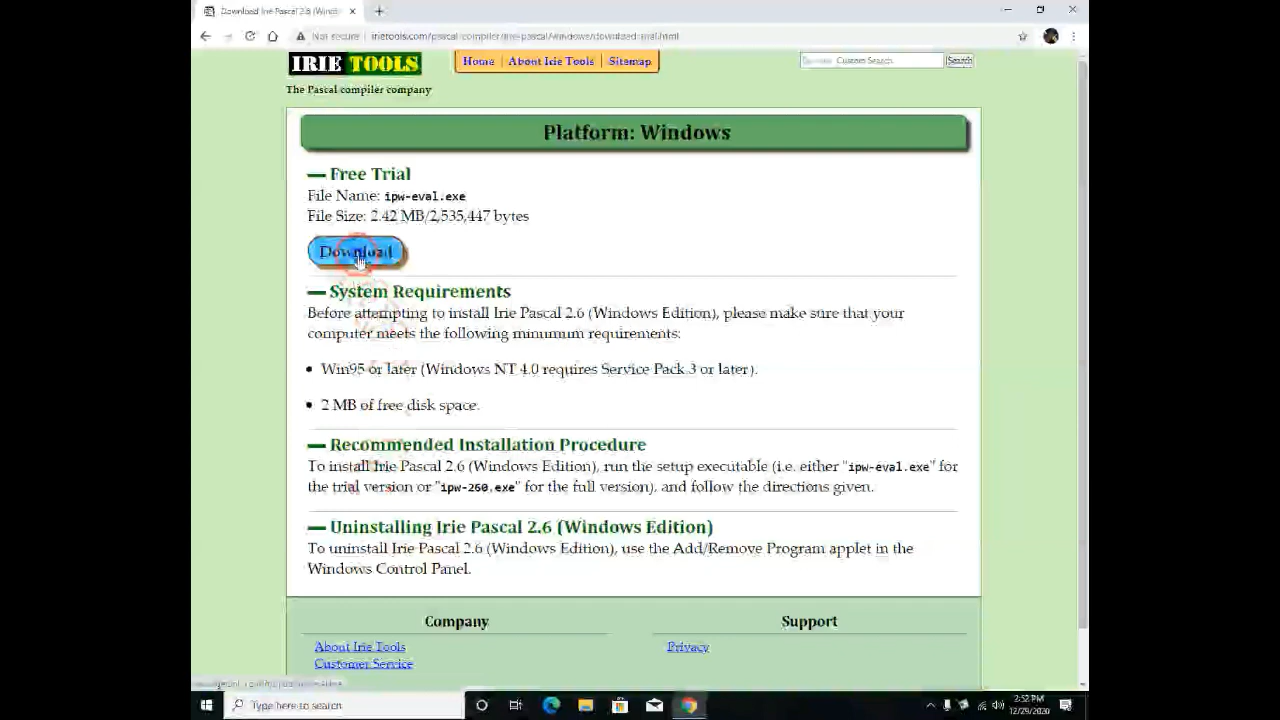 Download Irie Pascal 2.6 (Wind
Not secure
irietools.com/pascal-compiler/irie-pascal/windows/download-trial.html
IRIE TOOLS
Home | About Irie Tools | Sitemap
Custom Search
Search
The Pascal compiler company
Platform: Windows
Free Trial
File Name: ipw-eval.exe
File Size: 2.42 MB/2,535,447 bytes
Download
System Requirements
Before attempting to install Irie Pascal 2.6 (Windows Edition), please make sure that your
computer meets the following minumum requirements:
• Win95 or later (Windows NT 4.0 requires Service Pack 3 or later).
• 2 MB of free disk space.
Recommended Installation Procedure
To install Irie Pascal 2.6 (Windows Edition), run the setup executable (i.e. either "ipw-eval.exe" for
the trial version or "ipw-260.exe" for the full version), and follow the directions given.
Uninstalling Irie Pascal 2.6 (Windows Edition)
To uninstall Irie Pascal 2.6 (Windows Edition), use the Add/Remove Program applet in the
Windows Control Panel.
Company
Support
About Irie Tools
Privacy
Customer Service
Type here to search
2:52 PM
12/29/2020